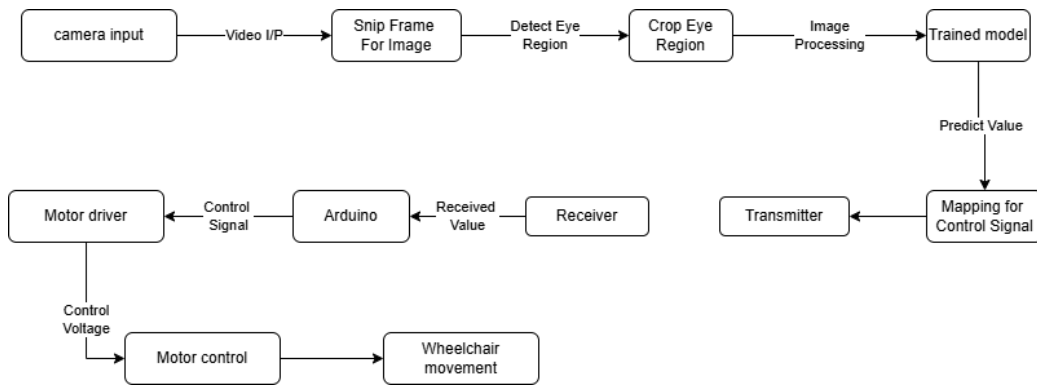 camera input
Video I/P
Snip Frame
For Image
Detect Eye
Region
Crop Eye
Region
Image
Processing
Trained model
Predict Value
Mapping for
Control Signal
Transmitter
Receiver
Received
Value
Arduino
Control
Signal
Motor driver
Control
Voltage
Motor control
Wheelchair
movement